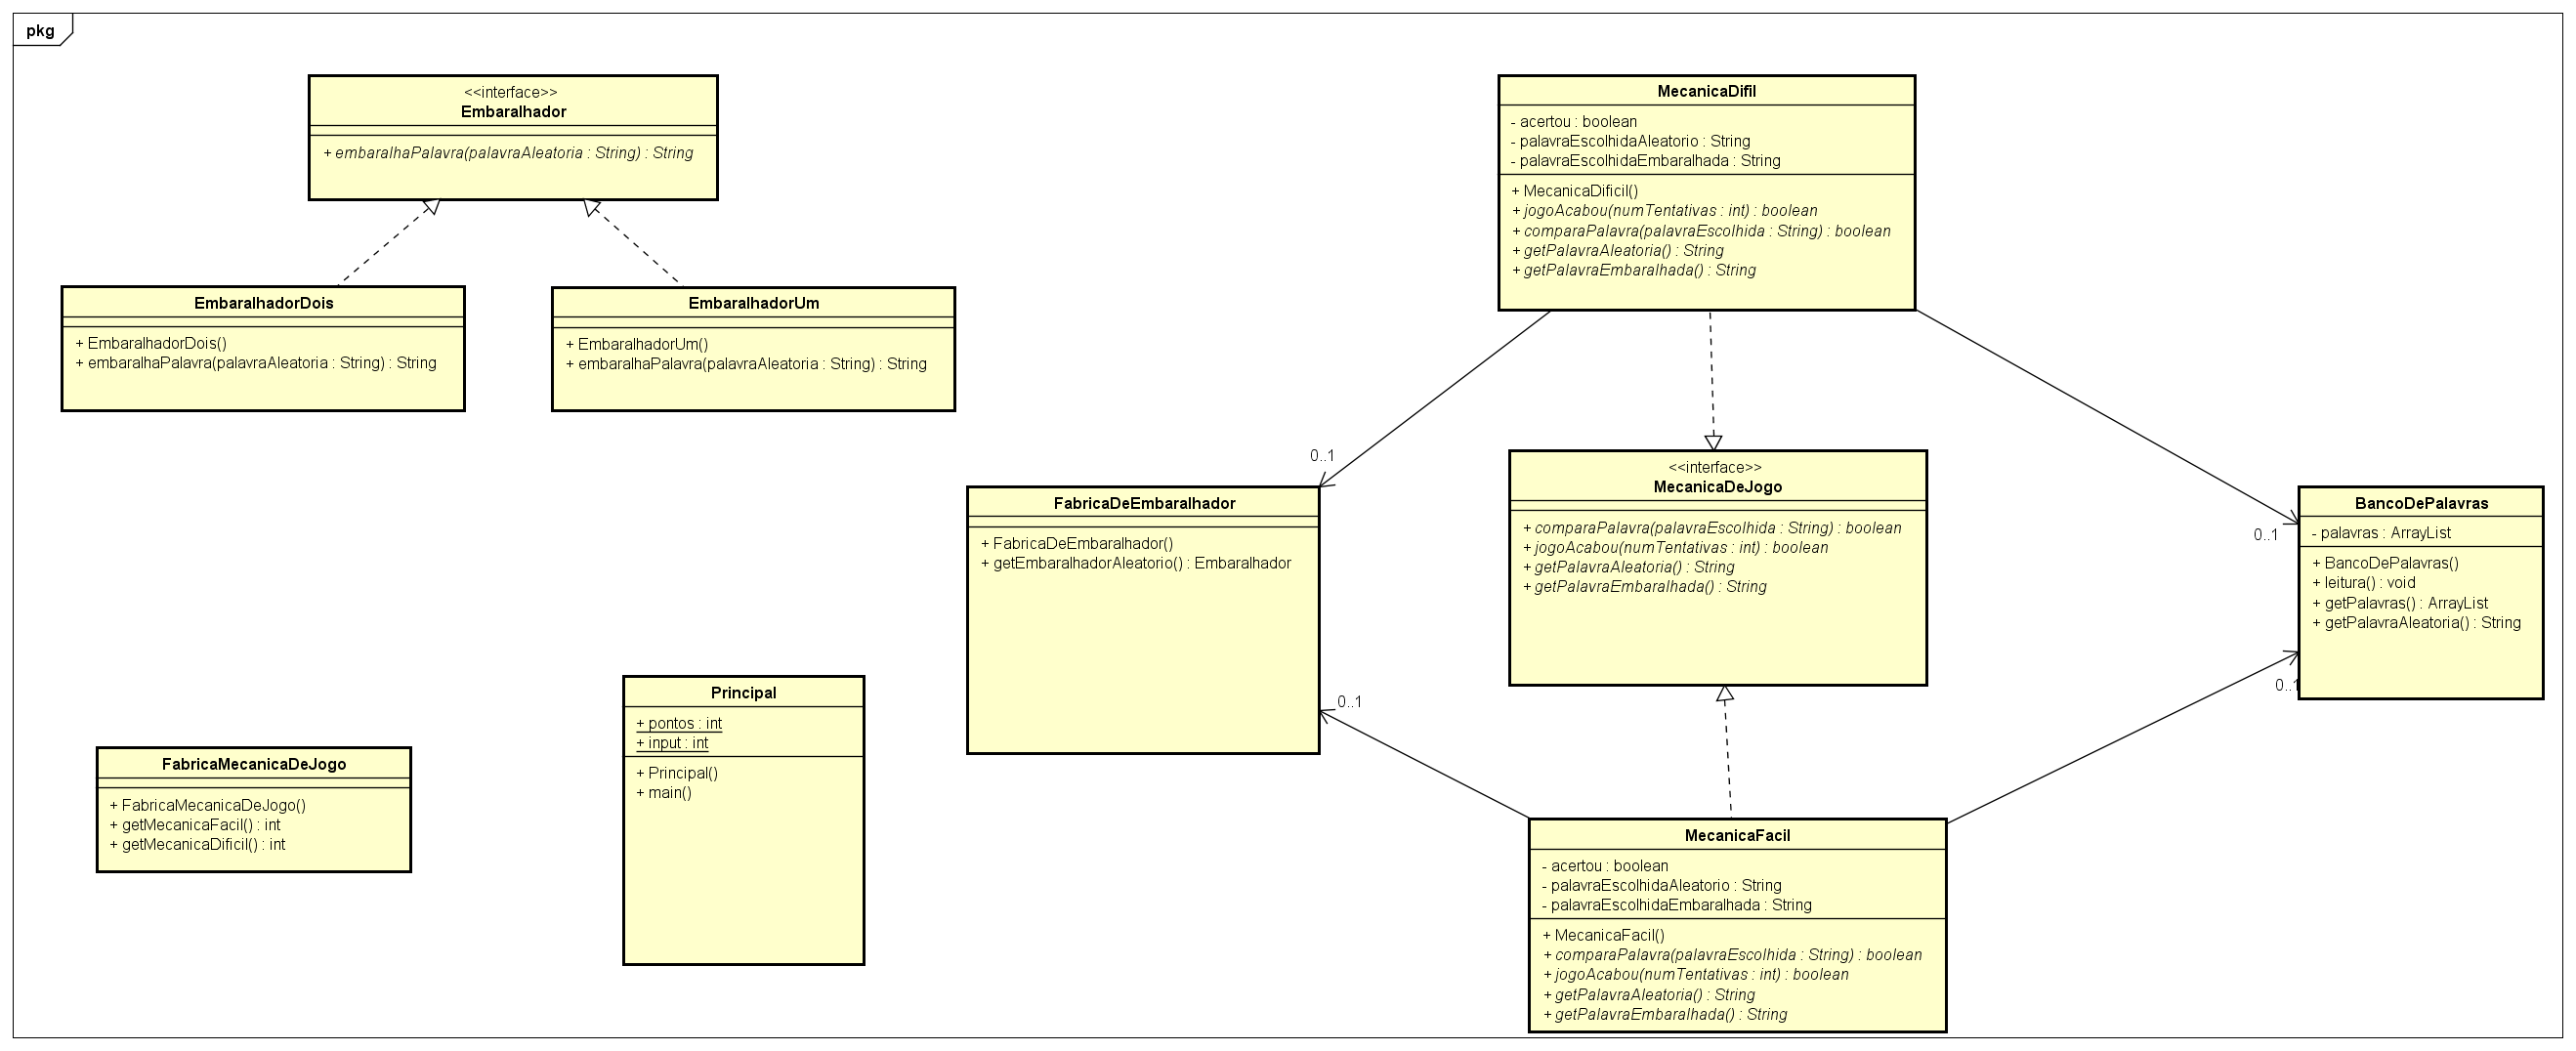 pkg
<<interface>>
Embaralhador
+ embaralhaPalavra(palavraAleatoria : String) : String
EmbaralhadorDois
+ EmbaralhadorDois()
+ embaralhaPalavra(palavraAleatoria : String) : String
EmbaralhadorUm
+ EmbaralhadorUm()
+ embaralhaPalavra(palavraAleatoria : String) : String
MecanicaDifil
- acertou : boolean
- palavraEscolhidaAleatorio : String
- palavraEscolhidaEmbaralhada : String
+ MecanicaDificil()
+ jogoAcabou(numTentativas : int) : boolean
+ comparaPalavra(palavraEscolhida : String) : boolean
+ getPalavraAleatoria() : String
+ getPalavraEmbaralhada() : String
0..1
FabricaDeEmbaralhador
+ FabricaDeEmbaralhador()
+ getEmbaralhadorAleatorio() : Embaralhador
0..1
<<interface>>
MecanicaDeJogo
+ comparaPalavra(palavraEscolhida : String) : boolean
+ jogoAcabou(numTentativas : int) : boolean
+ getPalavraAleatoria() : String
+ getPalavraEmbaralhada() : String
0..1
BancoDePalavras
- palavras : ArrayList
+ BancoDePalavras()
+ leitura() : void
+ getPalavras() : ArrayList
+ getPalavraAleatoria() : String
0..1
FabricaMecanicaDeJogo
+ FabricaMecanicaDeJogo()
+ getMecanicaFacil() : int
+ getMecanicaDificil() : int
Principal
+ pontos : int
+ input : int
+ Principal()
+ main()
MecanicaFacil
- acertou : boolean
- palavraEscolhidaAleatorio : String
- palavraEscolhidaEmbaralhada : String
+ MecanicaFacil()
+ comparaPalavra(palavraEscolhida : String) : boolean
+ jogoAcabou(numTentativas : int) : boolean
+ getPalavraAleatoria() : String
+ getPalavraEmbaralhada() : String